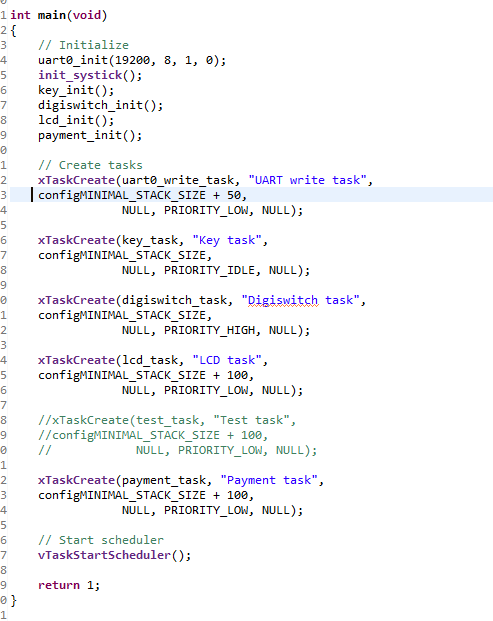 0
1 int main(void)
2 {
3     // Initialize
4     uart0_init(19200, 8, 1, 0);
5     init_systick();
6     key_init();
7     digiswitch_init();
8     lcd_init();
9     payment_init();
0
1     // Create tasks
2     xTaskCreate(uart0_write_task, "UART write task",
3     configMINIMAL_STACK_SIZE + 50,
4                 NULL, PRIORITY_LOW, NULL);
5
6     xTaskCreate(key_task, "Key task",
7     configMINIMAL_STACK_SIZE,
8                 NULL, PRIORITY_IDLE, NULL);
9
0     xTaskCreate(digiswitch_task, "Digiswitch task",
1     configMINIMAL_STACK_SIZE,
2                 NULL, PRIORITY_HIGH, NULL);
3
4     xTaskCreate(lcd_task, "LCD task",
5     configMINIMAL_STACK_SIZE + 100,
6                 NULL, PRIORITY_LOW, NULL);
7
8     //xTaskCreate(test_task, "Test task",
9     //configMINIMAL_STACK_SIZE + 100,
0     //            NULL, PRIORITY_LOW, NULL);
1
2     xTaskCreate(payment_task, "Payment task",
3     configMINIMAL_STACK_SIZE + 100,
4                 NULL, PRIORITY_LOW, NULL);
5
6     // Start scheduler
7     vTaskStartScheduler();
8
9     return 1;
0 }
1